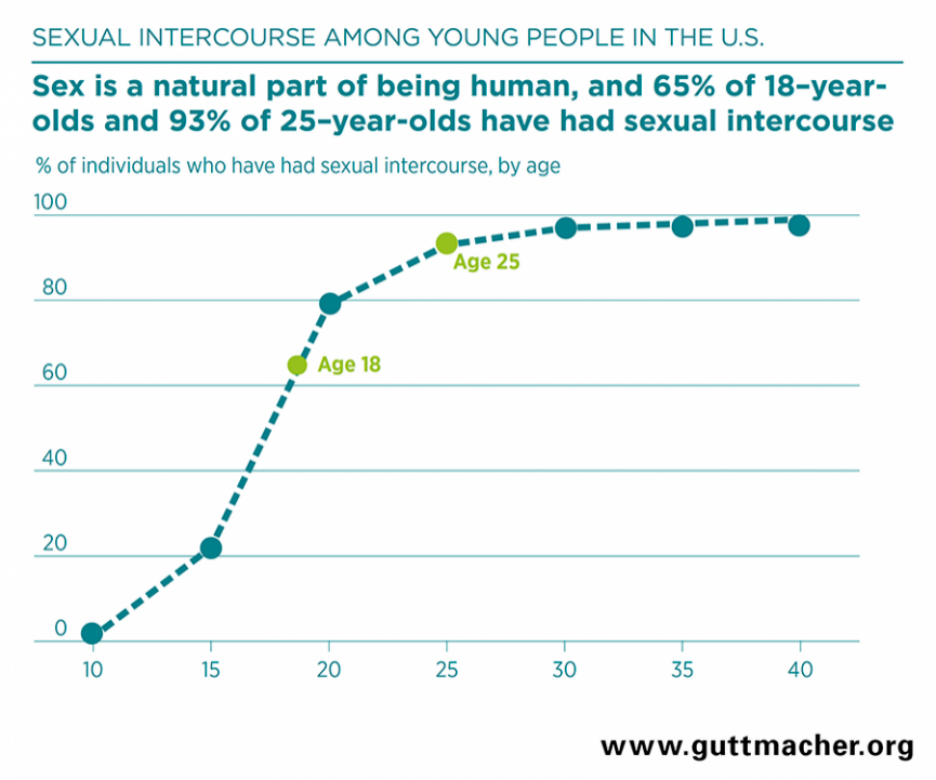 SEXUAL INTERCOURSE AMONG YOUNG PEOPLE IN THE U.S.
Sex is a natural part of being human, and 65% of 18–year-
olds and 93% of 25–year-olds have had sexual intercourse
% of individuals who have had sexual intercourse, by age
100
80
Age 25
60
Age 18
40
20
0
10 15 20 25 30 35 40
www.guttmacher.org